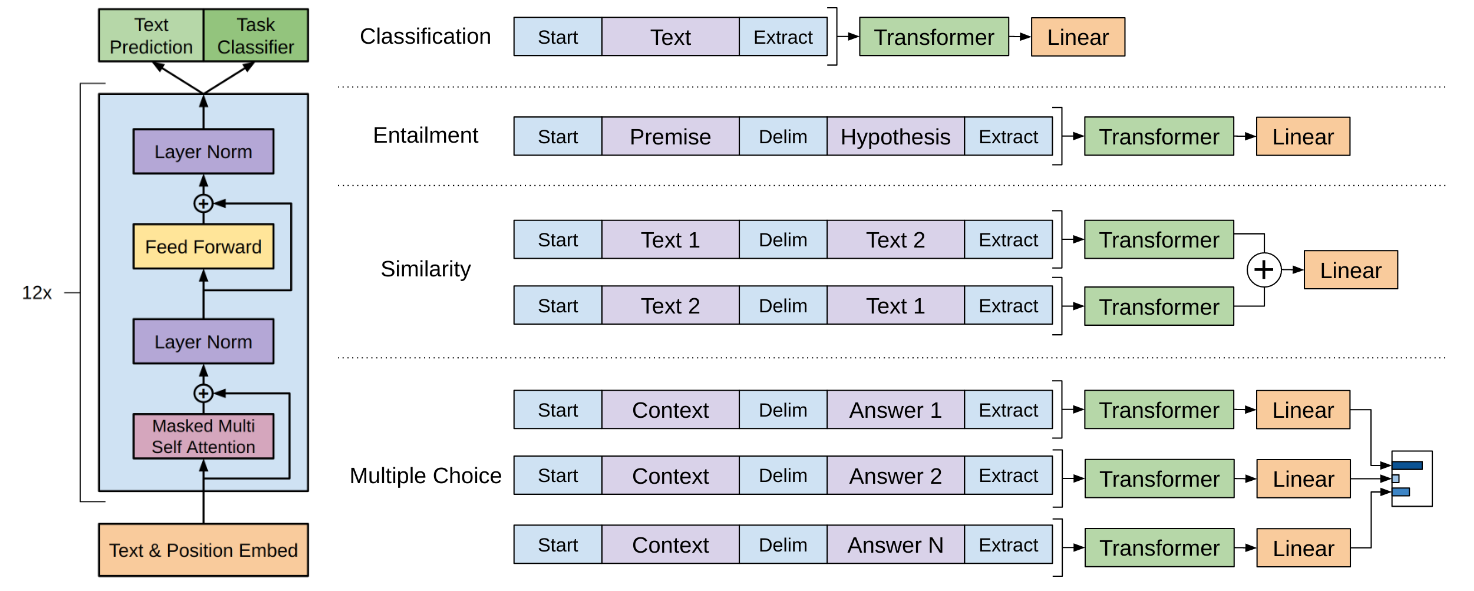 Text
Prediction
Task
Classifier
12x
Layer Norm
Feed Forward
Layer Norm
Masked Multi
Self Attention
Text & Position Embed
Classification Start Text Extract Transformer Linear
Entailment Start Premise Delim Hypothesis Extract Transformer Linear
Similarity
Start Text 1 Delim Text 2 Extract Transformer
Start Text 2 Delim Text 1 Extract Transformer
Linear
Multiple Choice
Start Context Delim Answer 1 Extract Transformer Linear
Start Context Delim Answer 2 Extract Transformer Linear
Start Context Delim Answer N Extract Transformer Linear